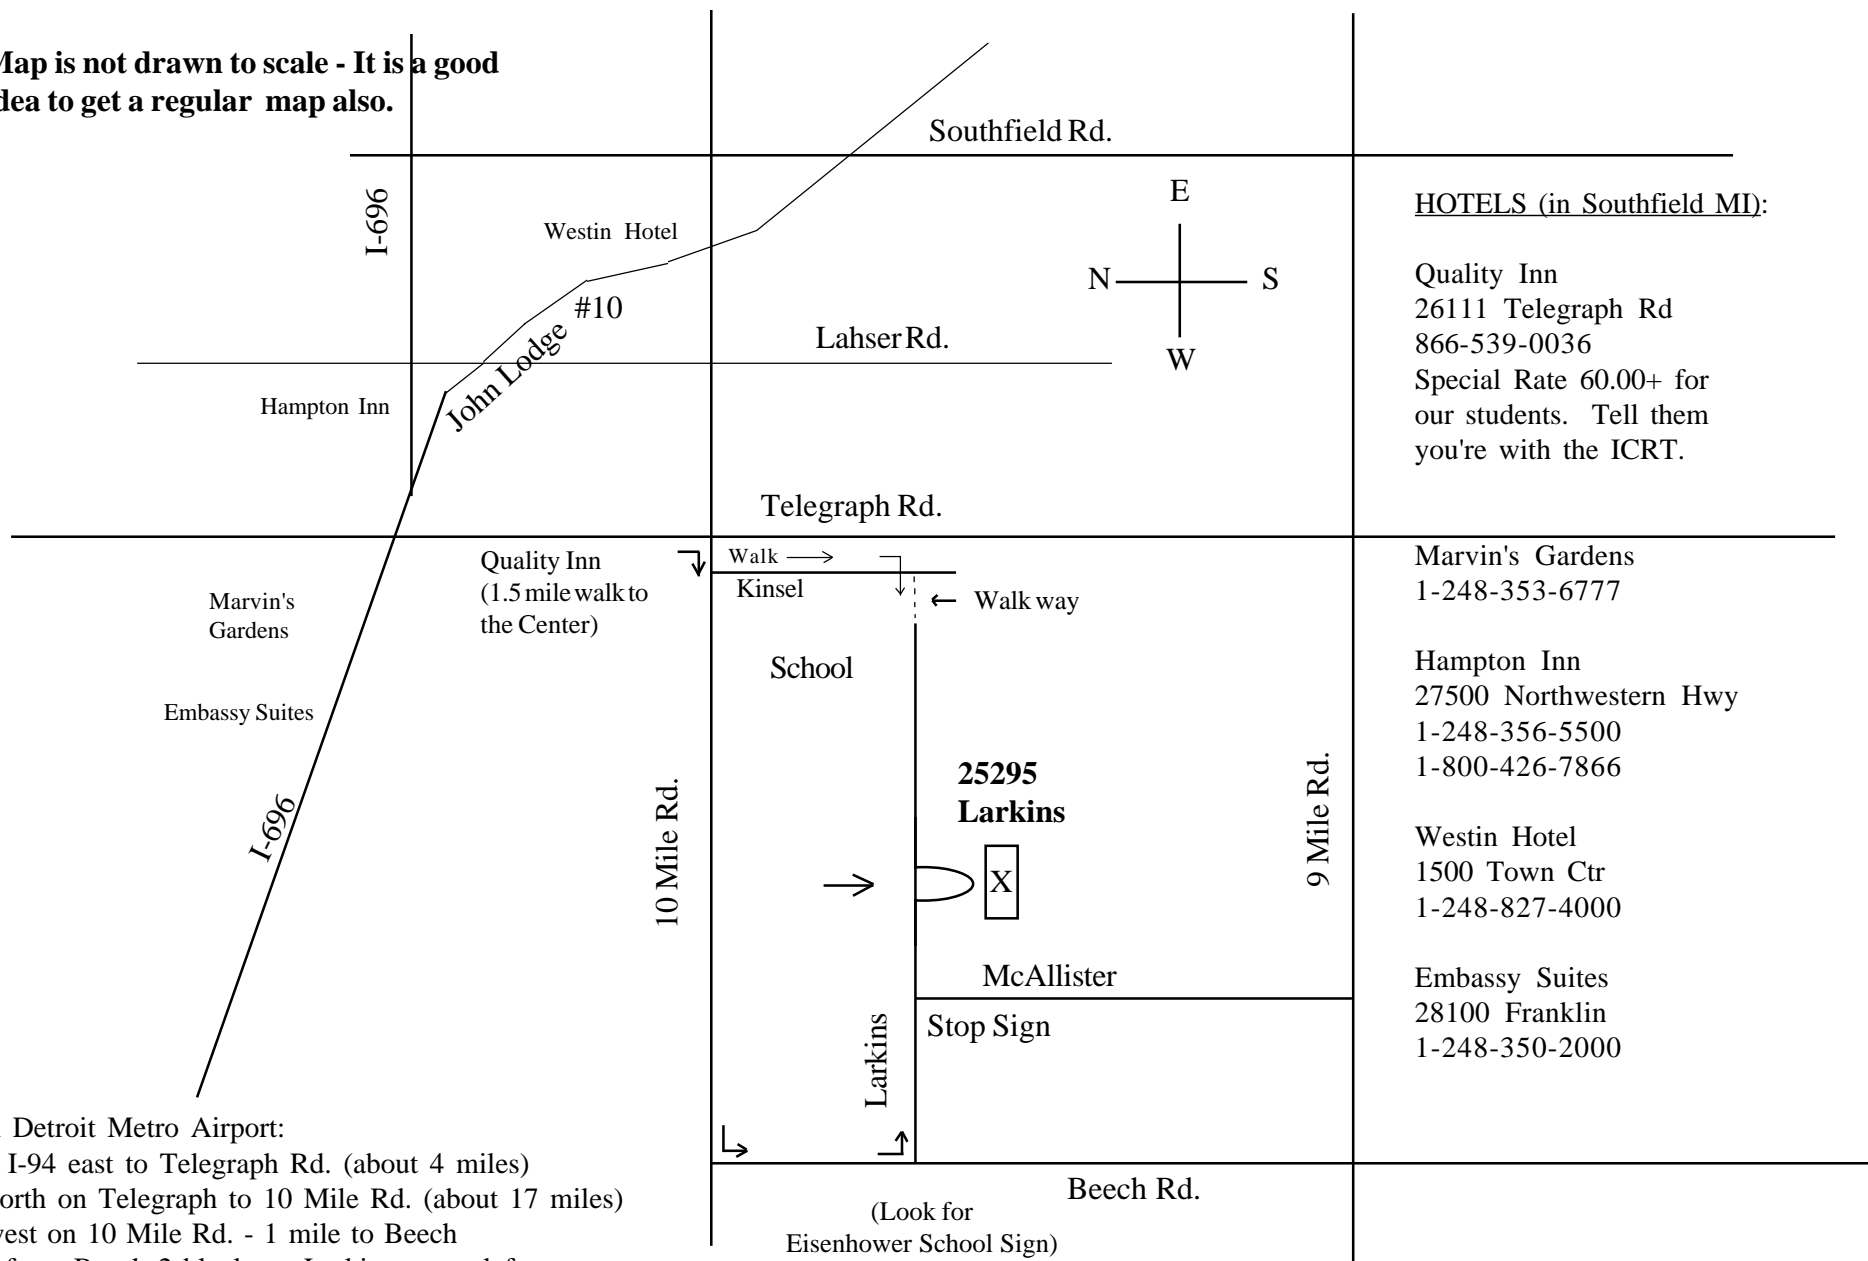 Map is not drawn to scale - It is a good
idea to get a regular map also.
Southfield Rd.
I-696
Westin Hotel
#10
John Lodge
Lahser Rd.
Hampton Inn
E
N
S
W
Telegraph Rd.
Quality Inn
(1.5 mile walk to
the Center)
Walk
Kinsel
Walk way
Marvin's
Gardens
School
Embassy Suites
I-696
10 Mile Rd.
25295
Larkins
X
9 Mile Rd.
McAllister
Stop Sign
Larkins
Beech Rd.
(Look for
Eisenhower School Sign)
HOTELS (in Southfield MI):
Quality Inn
26111 Telegraph Rd
866-539-0036
Special Rate 60.00+ for
our students. Tell them
you're with the ICRT.
Marvin's Gardens
1-248-353-6777
Hampton Inn
27500 Northwestern Hwy
1-248-356-5500
1-800-426-7866
Westin Hotel
1500 Town Ctr
1-248-827-4000
Embassy Suites
28100 Franklin
1-248-350-2000
Detroit Metro Airport:
I-94 east to Telegraph Rd. (about 4 miles)
north on Telegraph to 10 Mile Rd. (about 17 miles)
west on 10 Mile Rd. - 1 mile to Beech